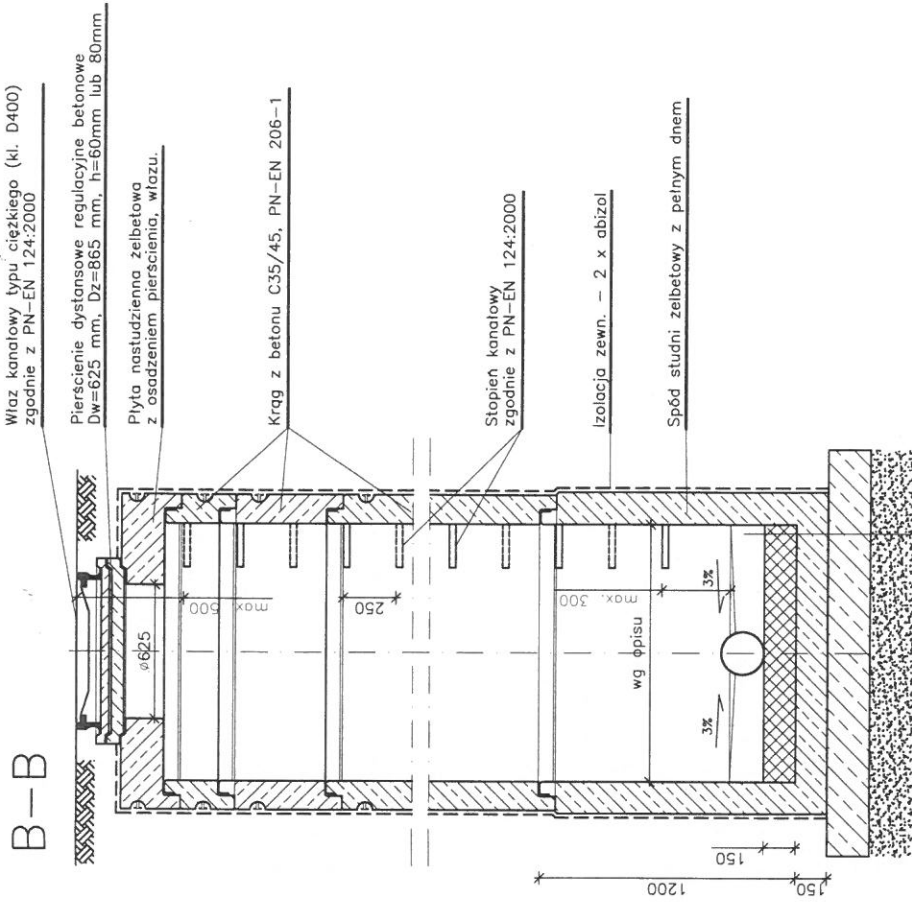 B-B
Właz kanałowy typu ciężkiego (kl. D400)
zgodnie z PN-EN 124:2000
Pierścienie dystansowe regulacyjne betonowe
Dw=625 mm, Dz=865 mm, h=60mm lub 80mm
Płyta nastudzienna żelbetowa
z osadzeniem pierścienia, włazu.
Krąg z betonu C35/45, PN-EN 206-1
Stopień kanałowy
zgodnie z PN-EN 124:2000
Izolacja zewn. - 2 x abizol
Spód studni żelbetowy z pełnym dnem
ø625
max. 500
250
max. 300
wg opisu
3%
3%
150
1200
150